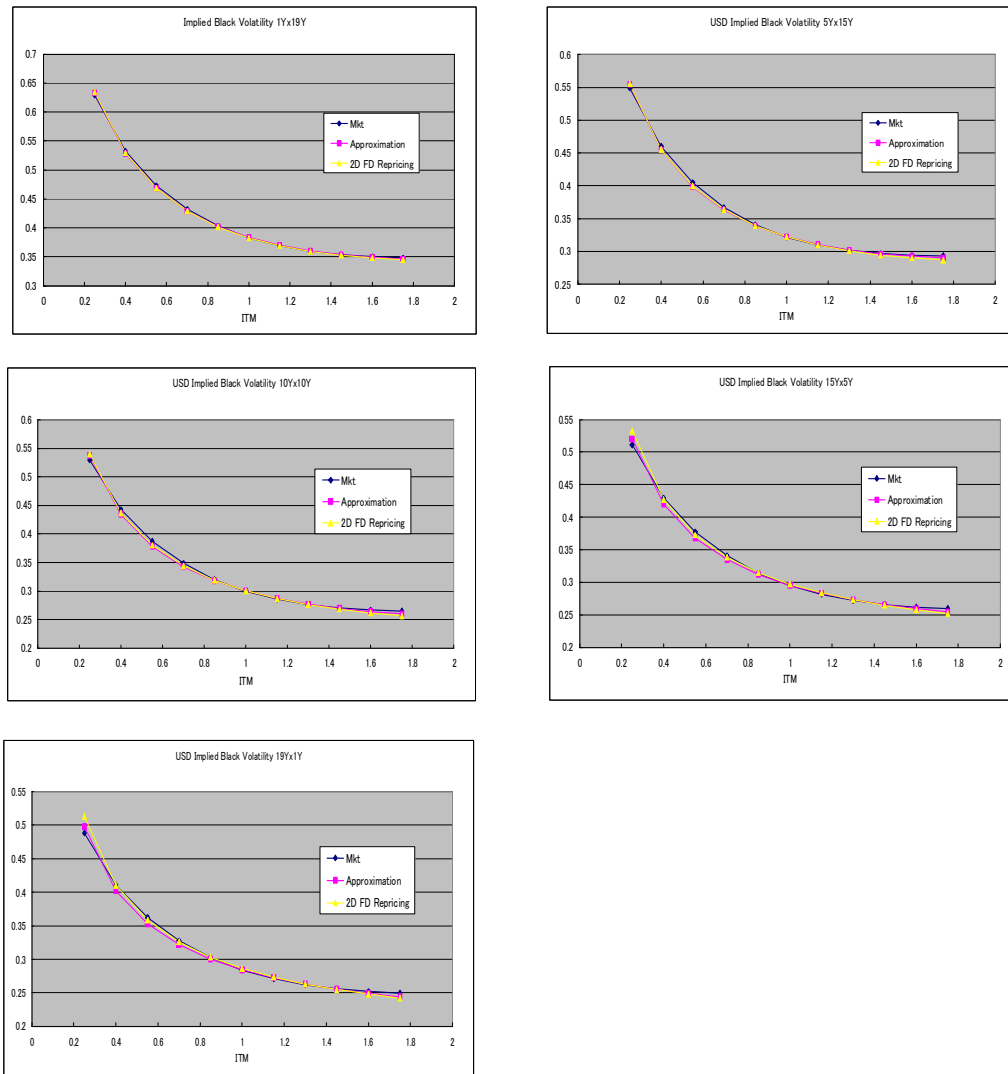 Implied Black Volatility 1Yx19Y
0.7
0.65
0.6
0.55
0.5
0.45
0.4
0.35
0.3
0 0.2 0.4 0.6 0.8 1 1.2 1.4 1.6 1.8 2
ITM
Mkt
Approximation
2D FD Repricing
USD Implied Black Volatility 5Yx15Y
0.6
0.55
0.5
0.45
0.4
0.35
0.3
0.25
0 0.2 0.4 0.6 0.8 1 1.2 1.4 1.6 1.8 2
ITM
Mkt
Approximation
2D FD Repricing
USD Implied Black Volatility 10Yx10Y
0.6
0.55
0.5
0.45
0.4
0.35
0.3
0.25
0.2
0 0.2 0.4 0.6 0.8 1 1.2 1.4 1.6 1.8 2
ITM
Mkt
Approximation
2D FD Repricing
USD Implied Black Volatility 15Yx5Y
0.55
0.5
0.45
0.4
0.35
0.3
0.25
0.2
0 0.2 0.4 0.6 0.8 1 1.2 1.4 1.6 1.8 2
ITM
Mkt
Approximation
2D FD Repricing
USD Implied Black Volatility 19Yx1Y
0.55
0.5
0.45
0.4
0.35
0.3
0.25
0.2
0 0.2 0.4 0.6 0.8 1 1.2 1.4 1.6 1.8 2
ITM
Mkt
Approximation
2D FD Repricing